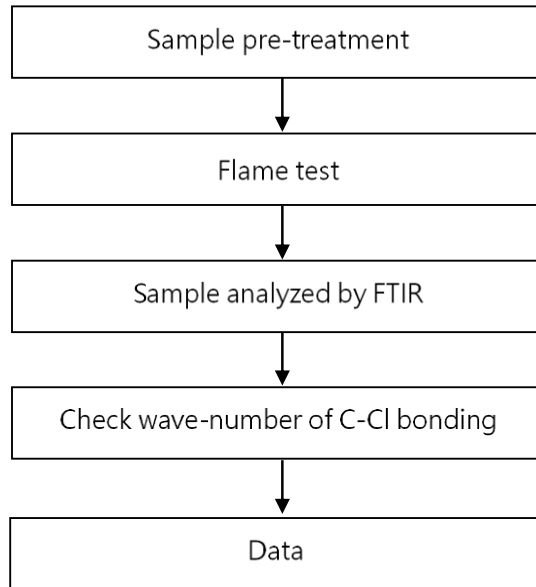 Sample pre-treatment
Flame test
Sample analyzed by FTIR
Check wave-number of C-Cl bonding
Data